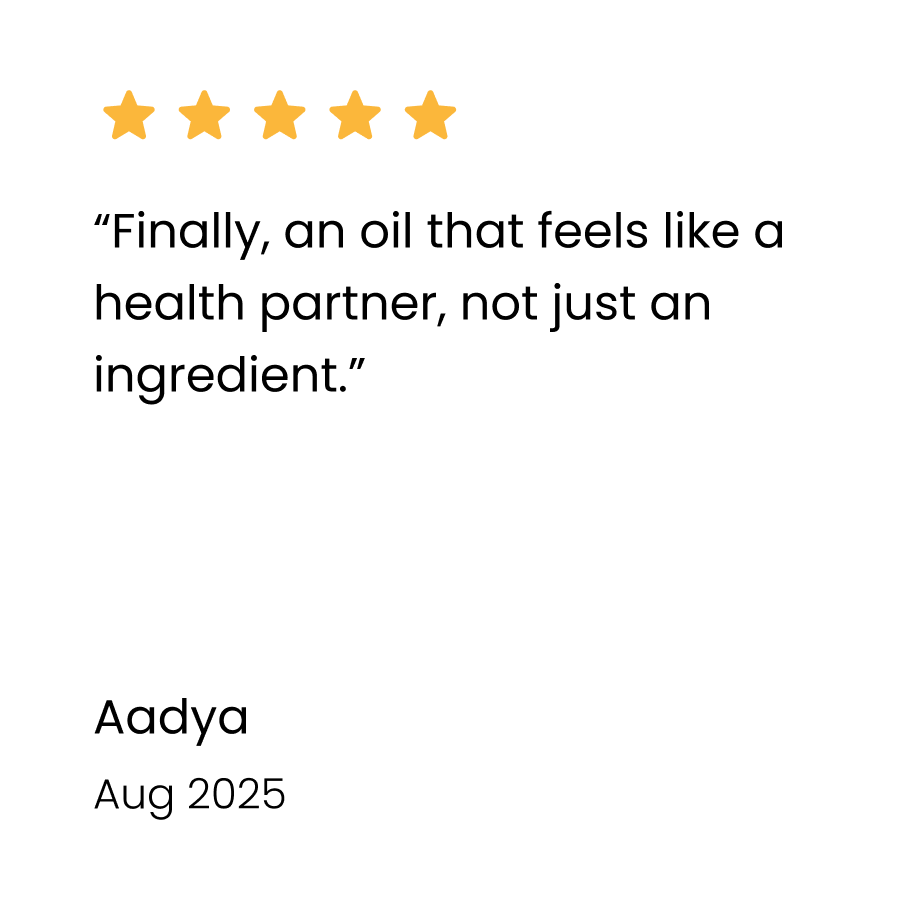 “Finally, an oil that feels like a
health partner, not just an
ingredient.”
Aadya
Aug 2025